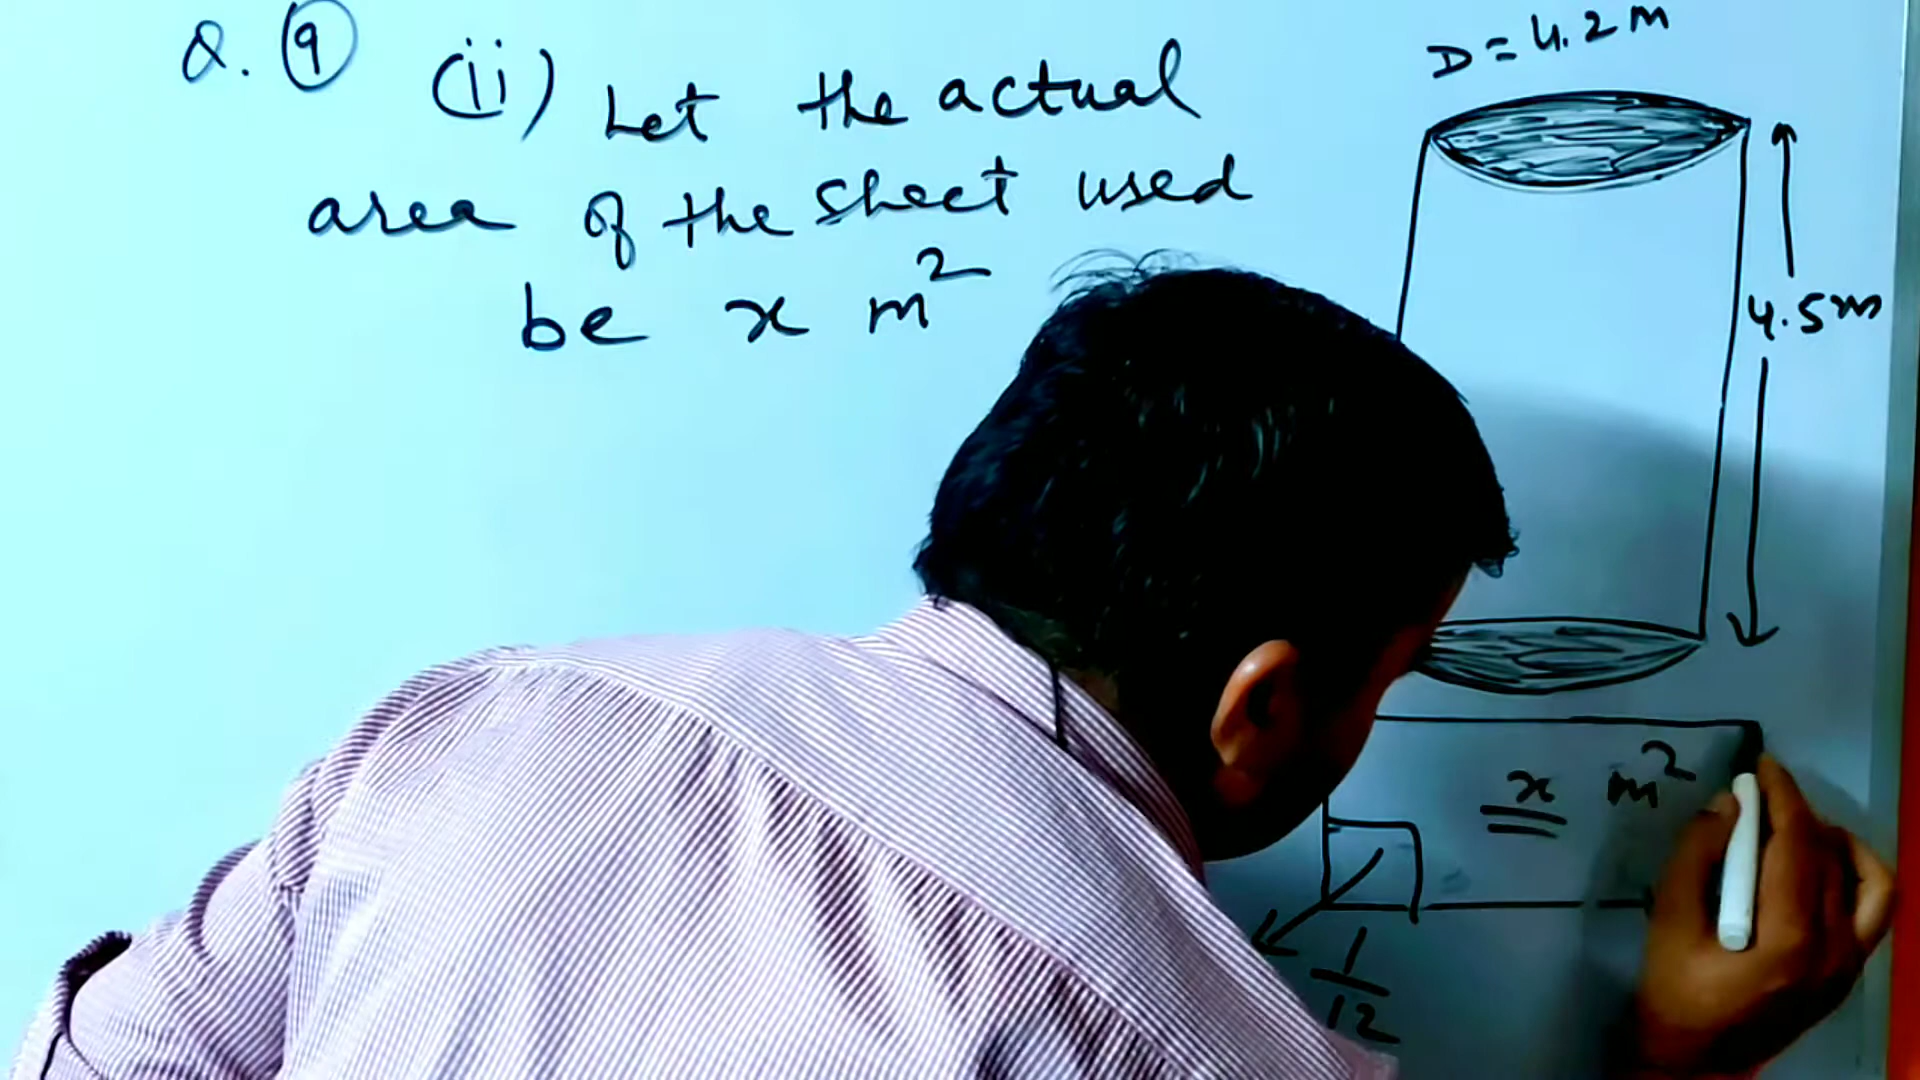 Q. 9 (ii) Let the actual
area of the sheet used
be x m²
D = 4.2 m
4.5m
x m²
1/12